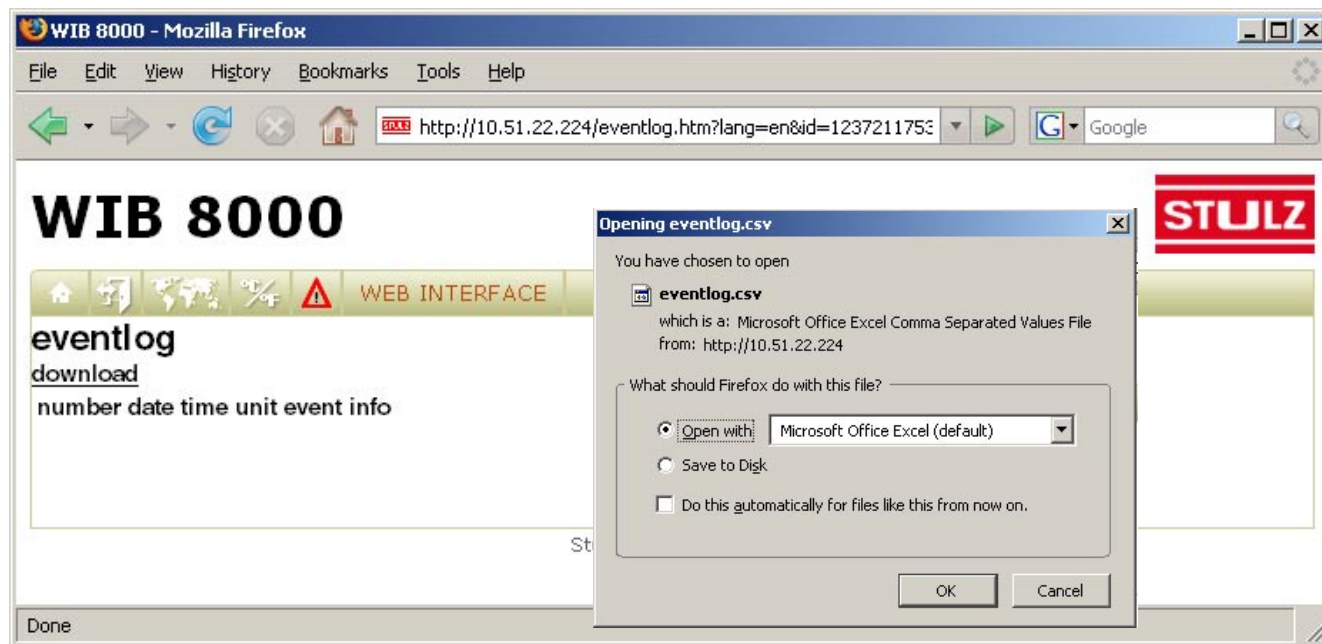 WIB 8000 - Mozilla Firefox
File Edit View History Bookmarks Tools Help
STULZ http://10.51.22.224/eventlog.htm?lang=en&id=1237211753 G Google
WIB 8000
STULZ
°C/°F WEB INTERFACE
eventlog
download
number date time unit event info
St
Done
Opening eventlog.csv
You have chosen to open
eventlog.csv
which is a: Microsoft Office Excel Comma Separated Values File
from: http://10.51.22.224
What should Firefox do with this file?
Open with Microsoft Office Excel (default)
Save to Disk
Do this automatically for files like this from now on.
OK Cancel